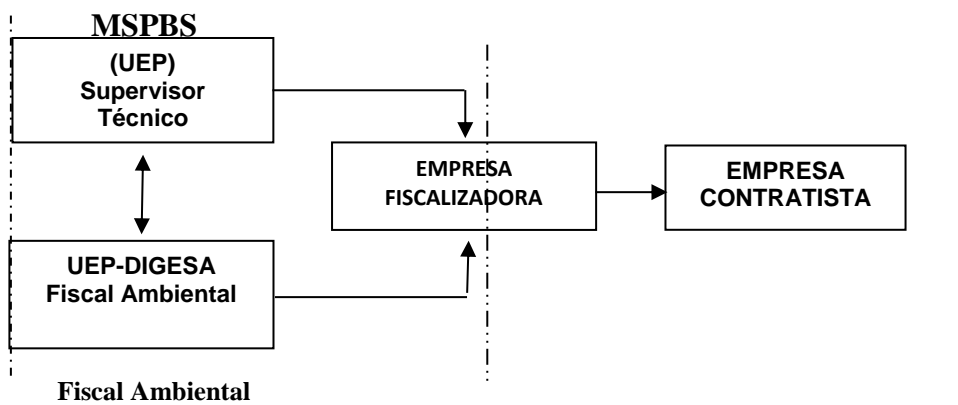 MSPBS
(UEP)
Supervisor
Técnico
EMPRESA
FISCALIZADORA
EMPRESA
CONTRATISTA
UEP-DIGESA
Fiscal Ambiental
Fiscal Ambiental